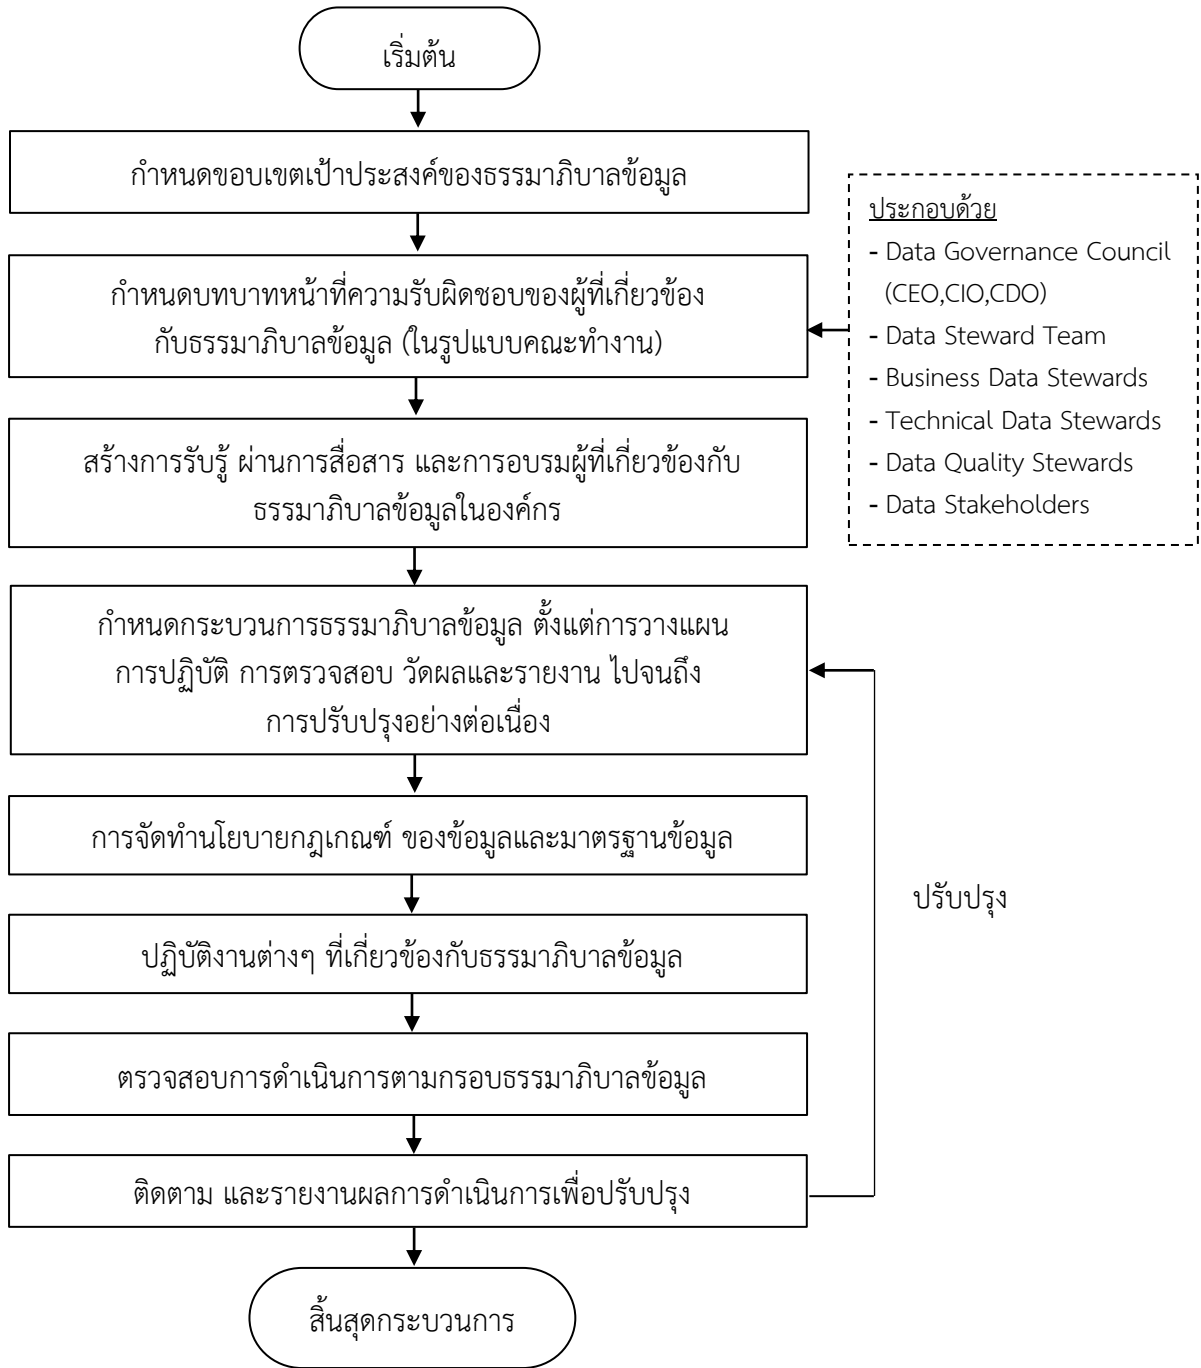 เริ่มต้น
กำหนดขอบเขตเป้าประสงค์ของธรรมาภิบาลข้อมูล
กำหนดบทบาทหน้าที่ความรับผิดชอบของผู้ที่เกี่ยวข้อง
กับธรรมาภิบาลข้อมูล (ในรูปแบบคณะทำงาน)
ประกอบด้วย
- Data Governance Council
(CEO,CIO,CDO)
- Data Steward Team
- Business Data Stewards
- Technical Data Stewards
- Data Quality Stewards
- Data Stakeholders
สร้างการรับรู้ ผ่านการสื่อสาร และการอบรมผู้ที่เกี่ยวข้องกับ
ธรรมาภิบาลข้อมูลในองค์กร
กำหนดกระบวนการธรรมาภิบาลข้อมูล ตั้งแต่การวางแผน
การปฏิบัติ การตรวจสอบ วัดผลและรายงาน ไปจนถึง
การปรับปรุงอย่างต่อเนื่อง
การจัดทำนโยบายกฎเกณฑ์ ของข้อมูลและมาตรฐานข้อมูล
ปรับปรุง
ปฏิบัติงานต่างๆ ที่เกี่ยวข้องกับธรรมาภิบาลข้อมูล
ตรวจสอบการดำเนินการตามกรอบธรรมาภิบาลข้อมูล
ติดตาม และรายงานผลการดำเนินการเพื่อปรับปรุง
สิ้นสุดกระบวนการ